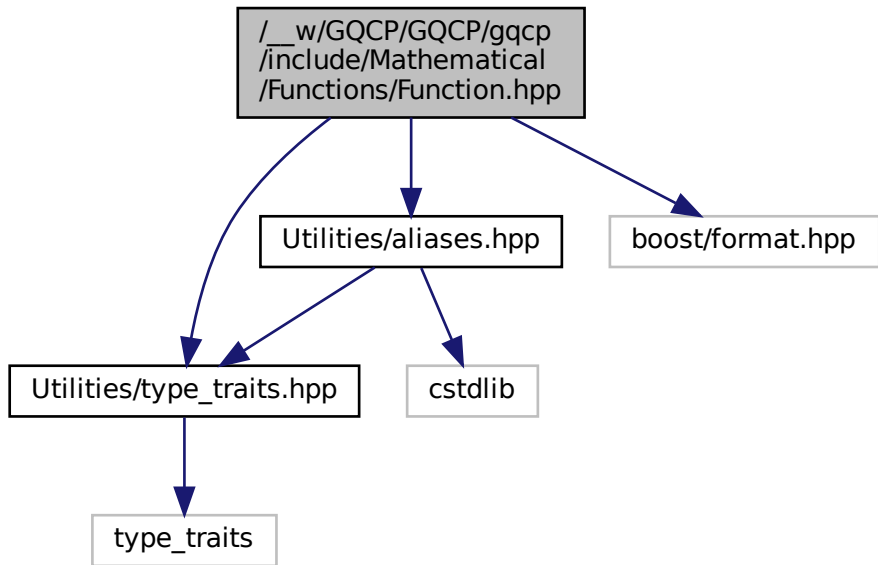 /__w/GQCP/GQCP/gqcp
/include/Mathematical
/Functions/Function.hpp
Utilities/aliases.hpp
boost/format.hpp
Utilities/type_traits.hpp
cstdlib
type_traits